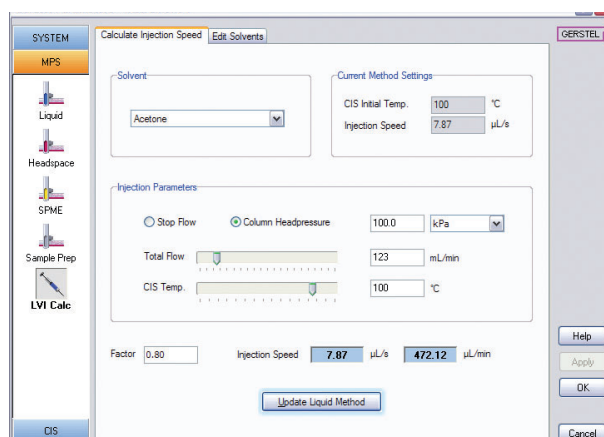 SYSTEM
MPS
Liquid
Headspace
SPME
Sample Prep
LVI Calc
CIS
Calculate Injection Speed Edit Solvents
Solvent
Acetone
Current Method Settings
CIS Initial Temp. 100 °C
Injection Speed 7.87 µL/s
Injection Parameters
Stop Flow Column Headpressure 100.0 kPa
Total Flow 123 mL/min
CIS Temp. 100 °C
Factor 0.80 Injection Speed 7.87 µL/s 472.12 µL/min
Update Liquid Method
GERSTEL
Help
Apply
OK
Cancel